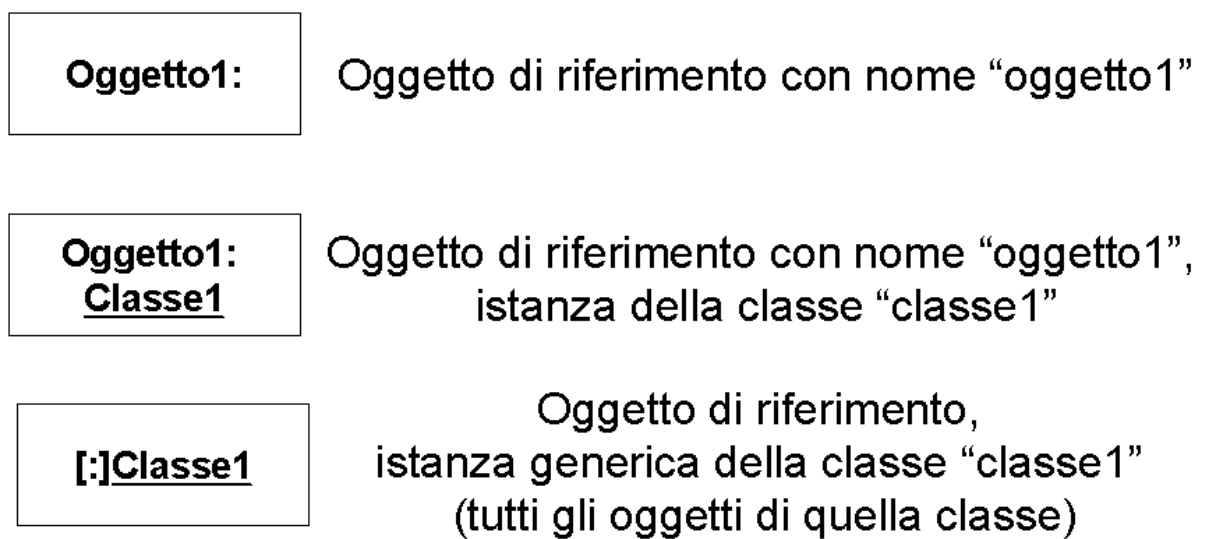 Oggetto1:
Oggetto di riferimento con nome “oggetto1”
Oggetto1:
Classe1
Oggetto di riferimento con nome “oggetto1”,
istanza della classe “classe1”
[:]Classe1
Oggetto di riferimento,
istanza generica della classe “classe1”
(tutti gli oggetti di quella classe)